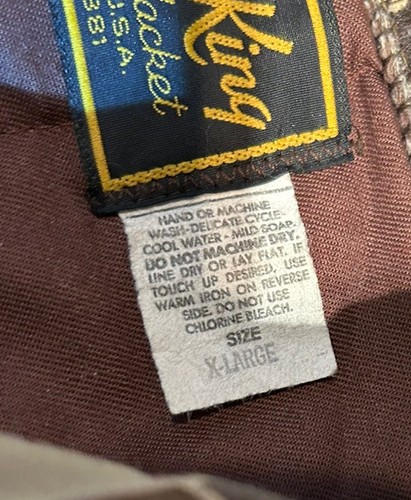 King
Jacket
U.S.A.
381
HAND OR MACHINE
WASH-DELICATE CYCLE-
COOL WATER - MILD SOAP.
DO NOT MACHINE DRY.
LINE DRY OR LAY FLAT. IF
TOUCH UP DESIRED, USE
WARM IRON ON REVERSE
SIDE. DO NOT USE
CHLORINE BLEACH.
SIZE
X-LARGE